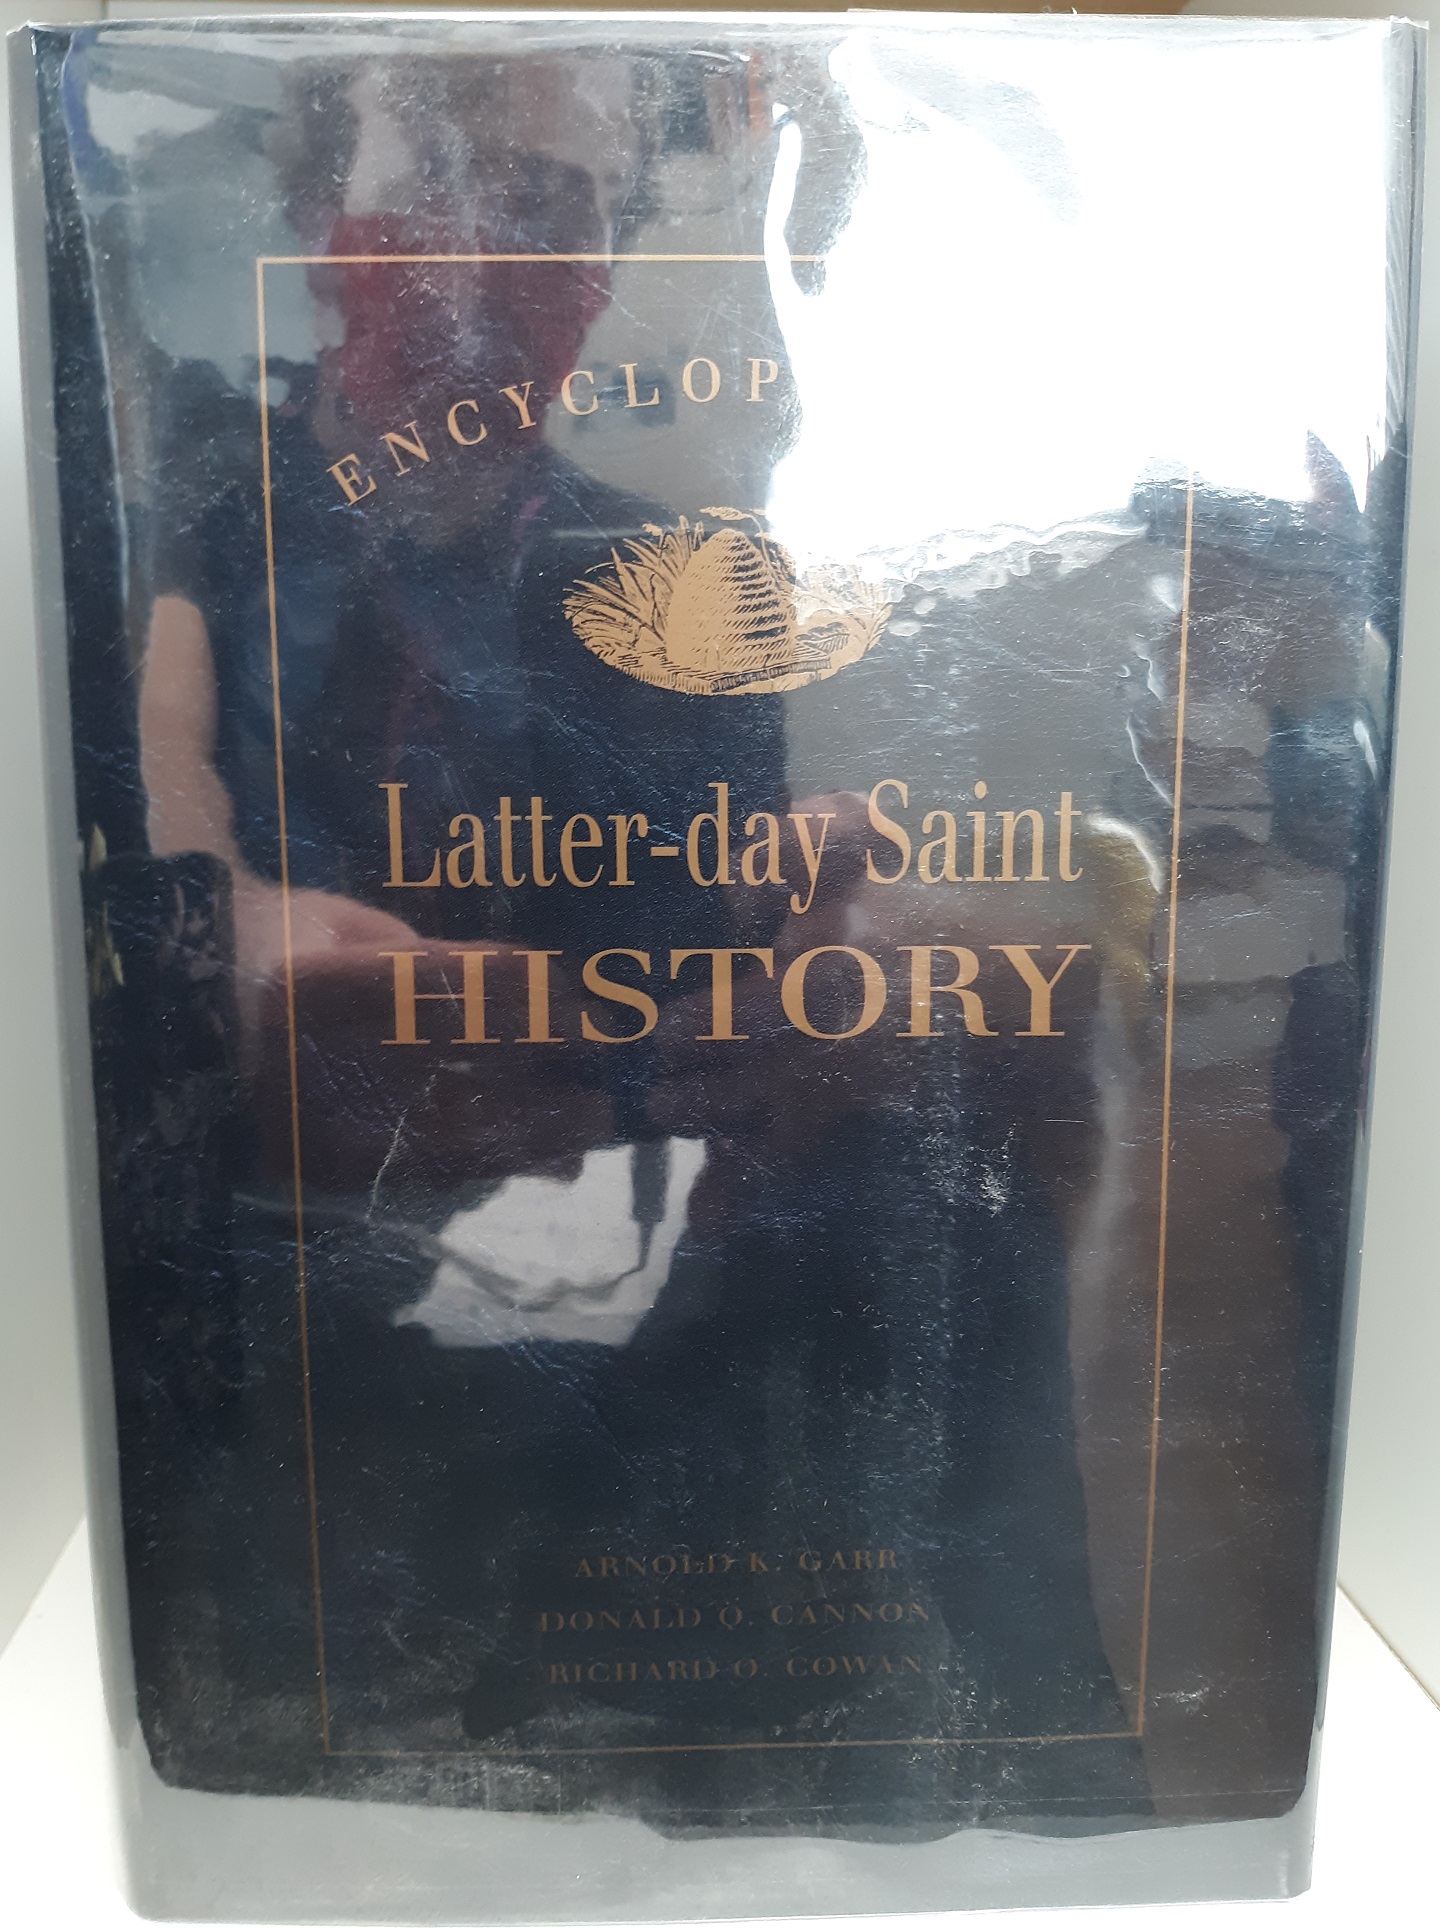 ENCYCLOP
Latter-day Saint
HISTORY
ARNOLD K. GARR
DONALD Q. CANNON
RICHARD O. COWAN